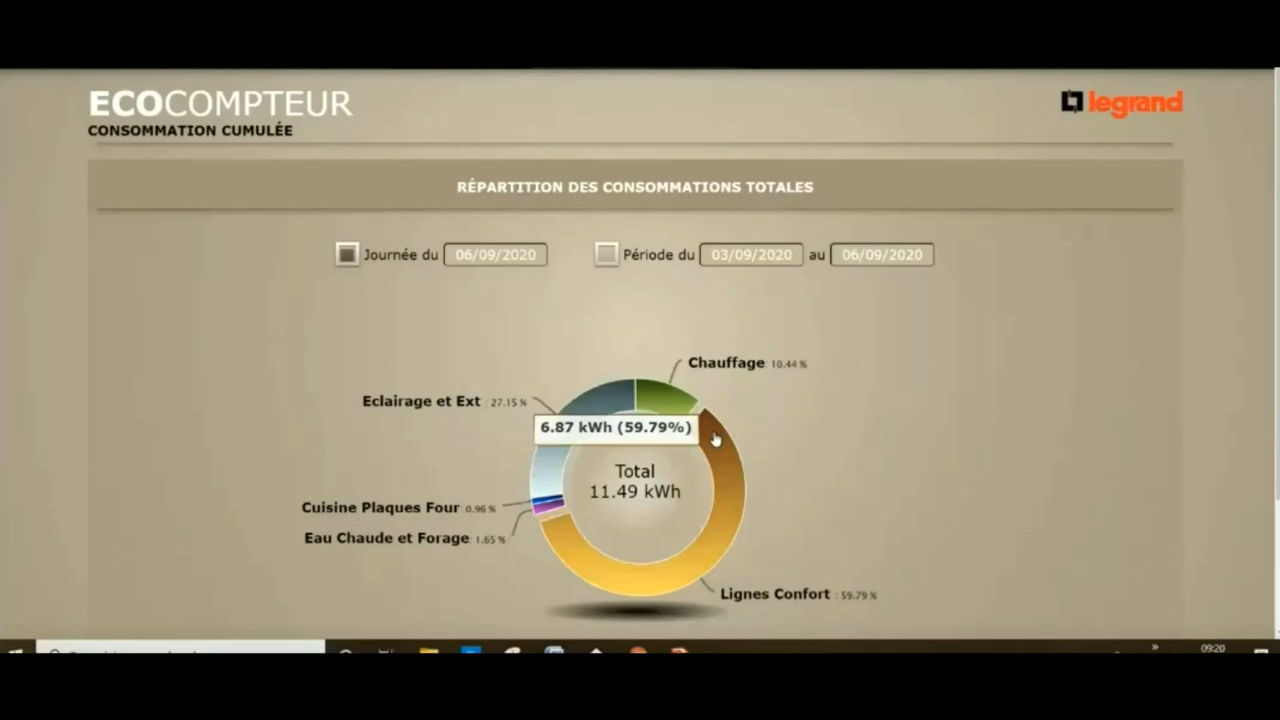 ECOCOMPTEUR
CONSOMMATION CUMULÉE
legrand
RÉPARTITION DES CONSOMMATIONS TOTALES
Journée du 06/09/2020 Période du 03/09/2020 au 06/09/2020
Chauffage: 10.44 %
Eclairage et Ext : 27.15 %
6.87 kWh (59.79%)
Total
11.49 kWh
Cuisine Plaques Four 0.96 %
Eau Chaude et Forage: 1.65 %
Lignes Confort : 59.79 %
09:20